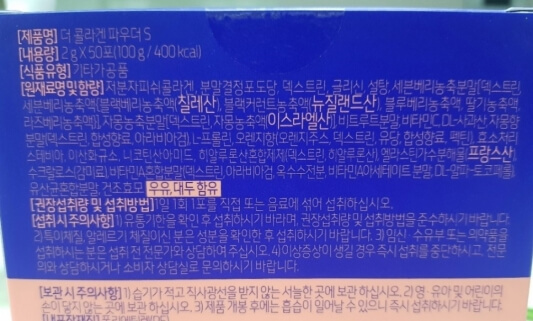 [제품명] 더 콜라겐 파우더 S
[내용량] 2 g X 50포(100 g / 400 kcal)
[식품유형] 기타가공품
[원재료명 및 함량] 저분자피쉬콜라겐, 분말결정포도당, 덱스트린, 글리신, 설탕, 세븐베리농축분말[덱스트린,
세븐베리농축액(블랙베리농축액(칠레산), 블랙커런트농축액(뉴질랜드산), 블루베리농축액, 딸기농축액,
라즈베리농축액)], 자몽농축분말[덱스트린, 자몽농축액(이스라엘산)], 비트루트분말, 비타민C, DL-사과산, 자몽향
분말(덱스트린, 합성향료, 아라비아검), L-프롤린, 오렌지향(오렌지주스, 덱스트린, 유당, 합성향료, 펙틴), 효소처리
스테비아, 이산화규소, 니코틴산아미드, 히알루론산혼합제제(덱스트린, 히알루론산), 엘라스틴가수분해물(프랑스산),
수크랄로스(감미료), 비타민A혼합분말(덱스트린, 아라비아검, 옥수수전분, 비타민A아세테이트 분말, DL-알파-토코페롤),
유산균혼합분말, 건조효모 우유, 대두 함유
[권장섭취량 및 섭취방법] 1일 1회 1포를 직접 또는 음료에 섞어 섭취하십시오.
[섭취시 주의사항] 1) 유통기한을 확인 후 섭취하시기 바라며, 권장섭취량 및 섭취방법을 준수하시기 바랍니다.
2) 특이체질, 알레르기 체질이신 분은 성분을 확인한 후 섭취하시기 바랍니다. 3) 임신·수유부 또는 의약품을
섭취하시는 분은 섭취 전 전문가와 상담하여 주십시오. 4) 이상증상이 생길 경우 즉시 섭취를 중단하시고, 전문
의와 상담하시거나 소비자 상담실로 문의하시기 바랍니다.
[보관 시 주의사항] 1) 습기가 적고 직사광선을 받지 않는 서늘한 곳에 보관 하십시오. 2) 영·유아 및 어린이의
손이 닿지 않는 곳에 보관 하십시오. 3) 제품 개봉 후에는 흡습이 일어날 수 있으니 즉시 섭취하시기 바랍니다.
[내포장재질]